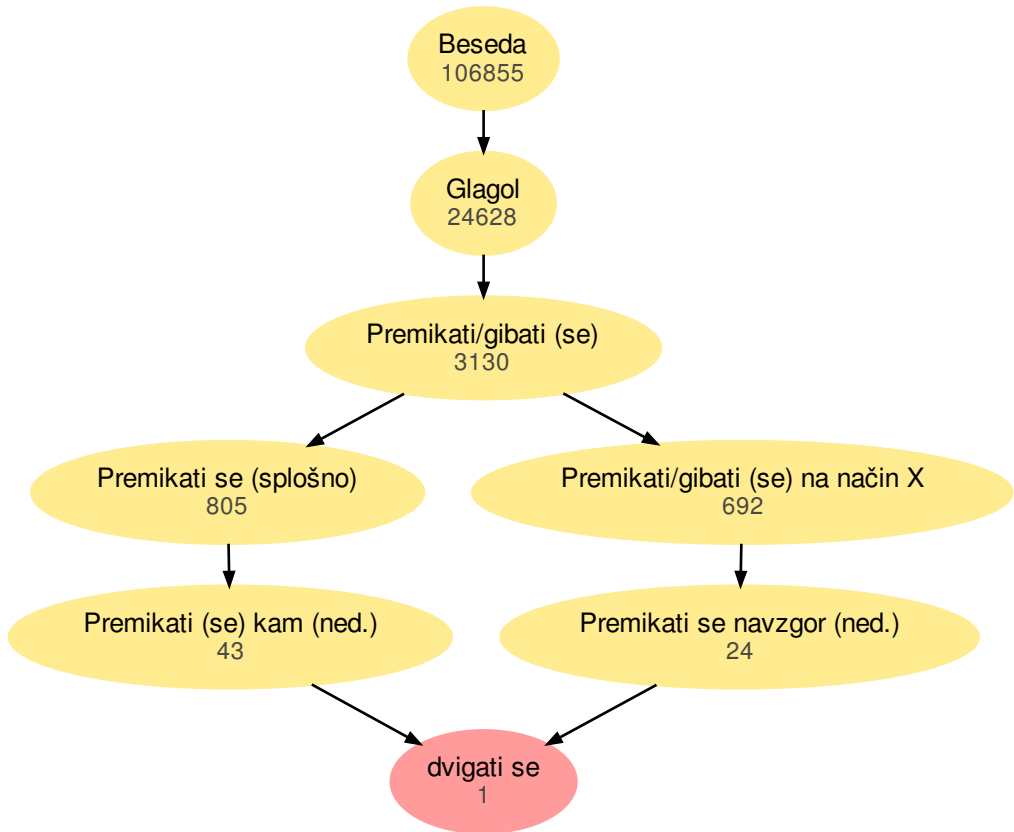 Beseda
106855
Glagol
24628
Premikati/gibati (se)
3130
Premikati se (splošno)
805
Premikati/gibati (se) na način X
692
Premikati (se) kam (ned.)
43
Premikati se navzgor (ned.)
24
dvigati se
1